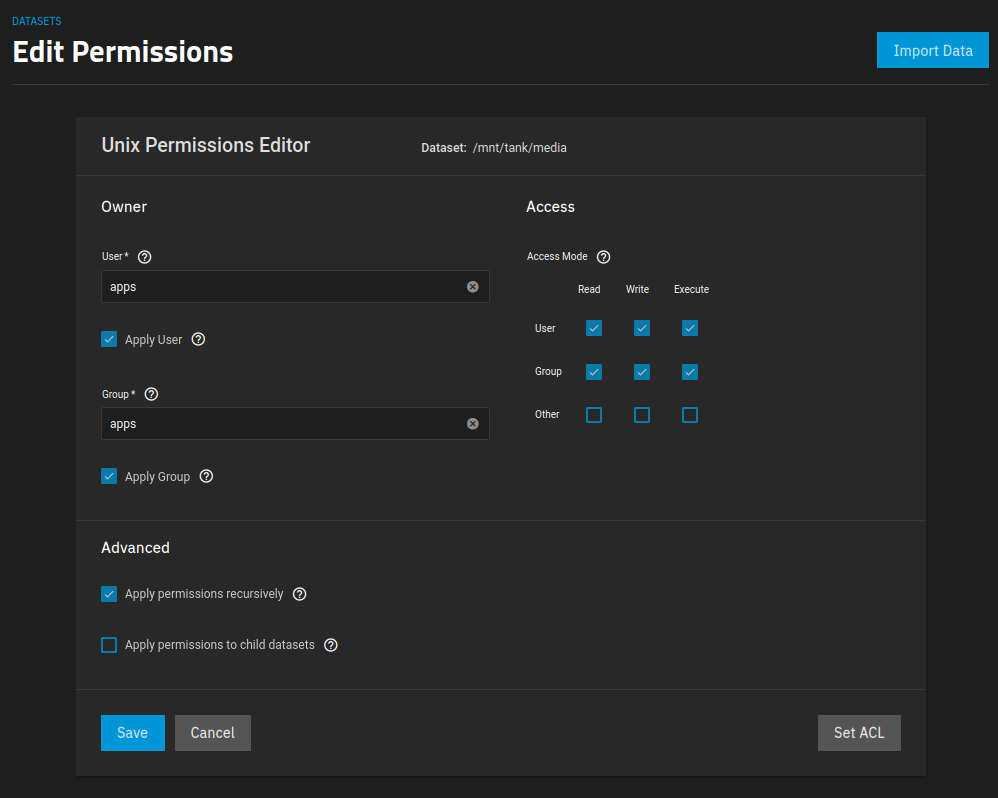 DATASETS
Edit Permissions
Import Data
Unix Permissions Editor
Dataset: /mnt/tank/media
Owner
User *
apps
Apply User
Group *
apps
Apply Group
Access
Access Mode
Read Write Execute
User
Group
Other
Advanced
Apply permissions recursively
Apply permissions to child datasets
Save Cancel Set ACL